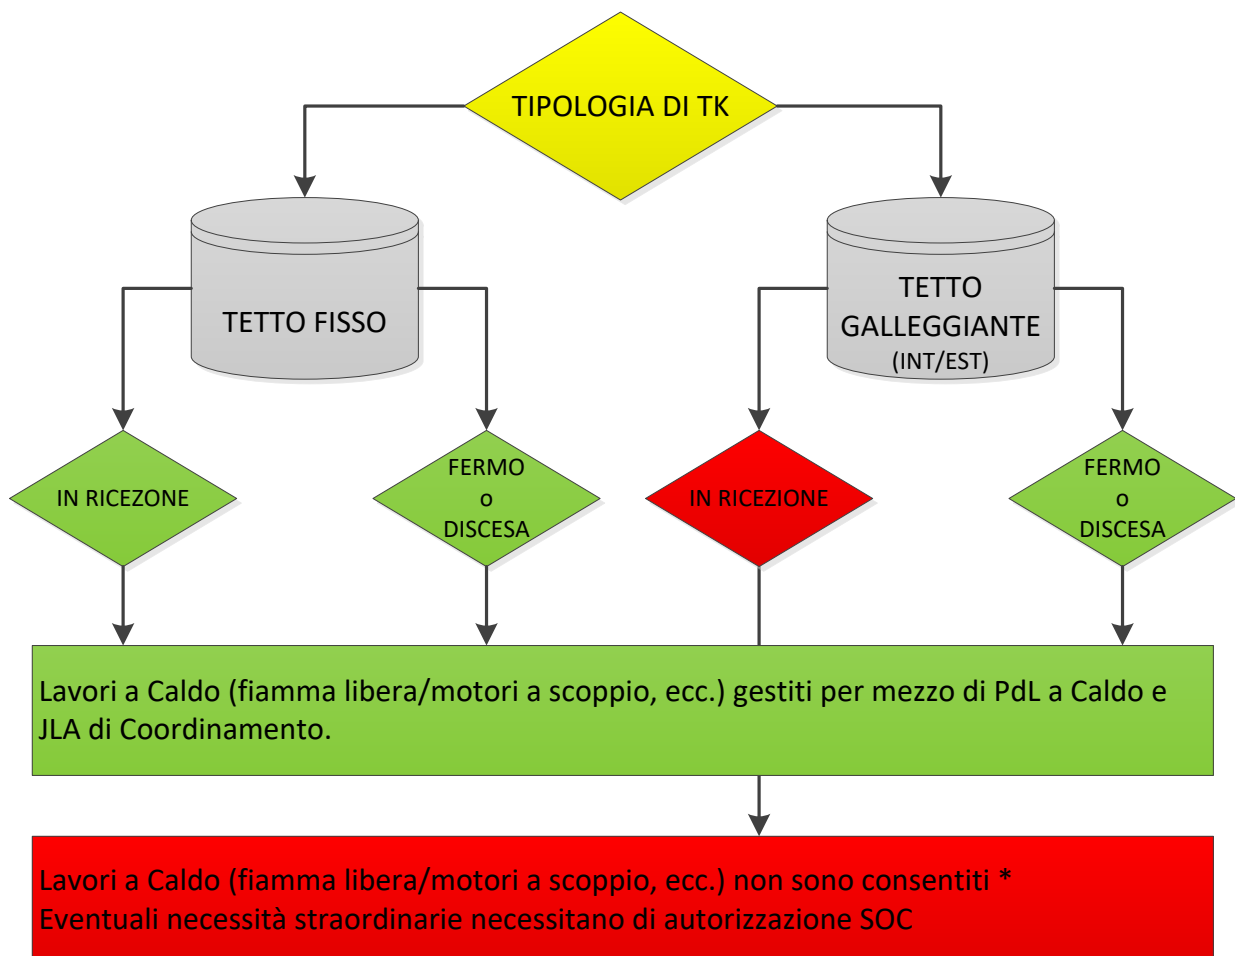 TIPOLOGIA DI TK
TETTO FISSO
TETTO
GALLEGGIANTE
(INT/EST)
IN RICEZONE
FERMO
o
DISCESA
IN RICEZIONE
FERMO
o
DISCESA
Lavori a Caldo (fiamma libera/motori a scoppio, ecc.) gestiti per mezzo di PdL a Caldo e
JLA di Coordinamento.
Lavori a Caldo (fiamma libera/motori a scoppio, ecc.) non sono consentiti *
Eventuali necessità straordinarie necessitano di autorizzazione SOC